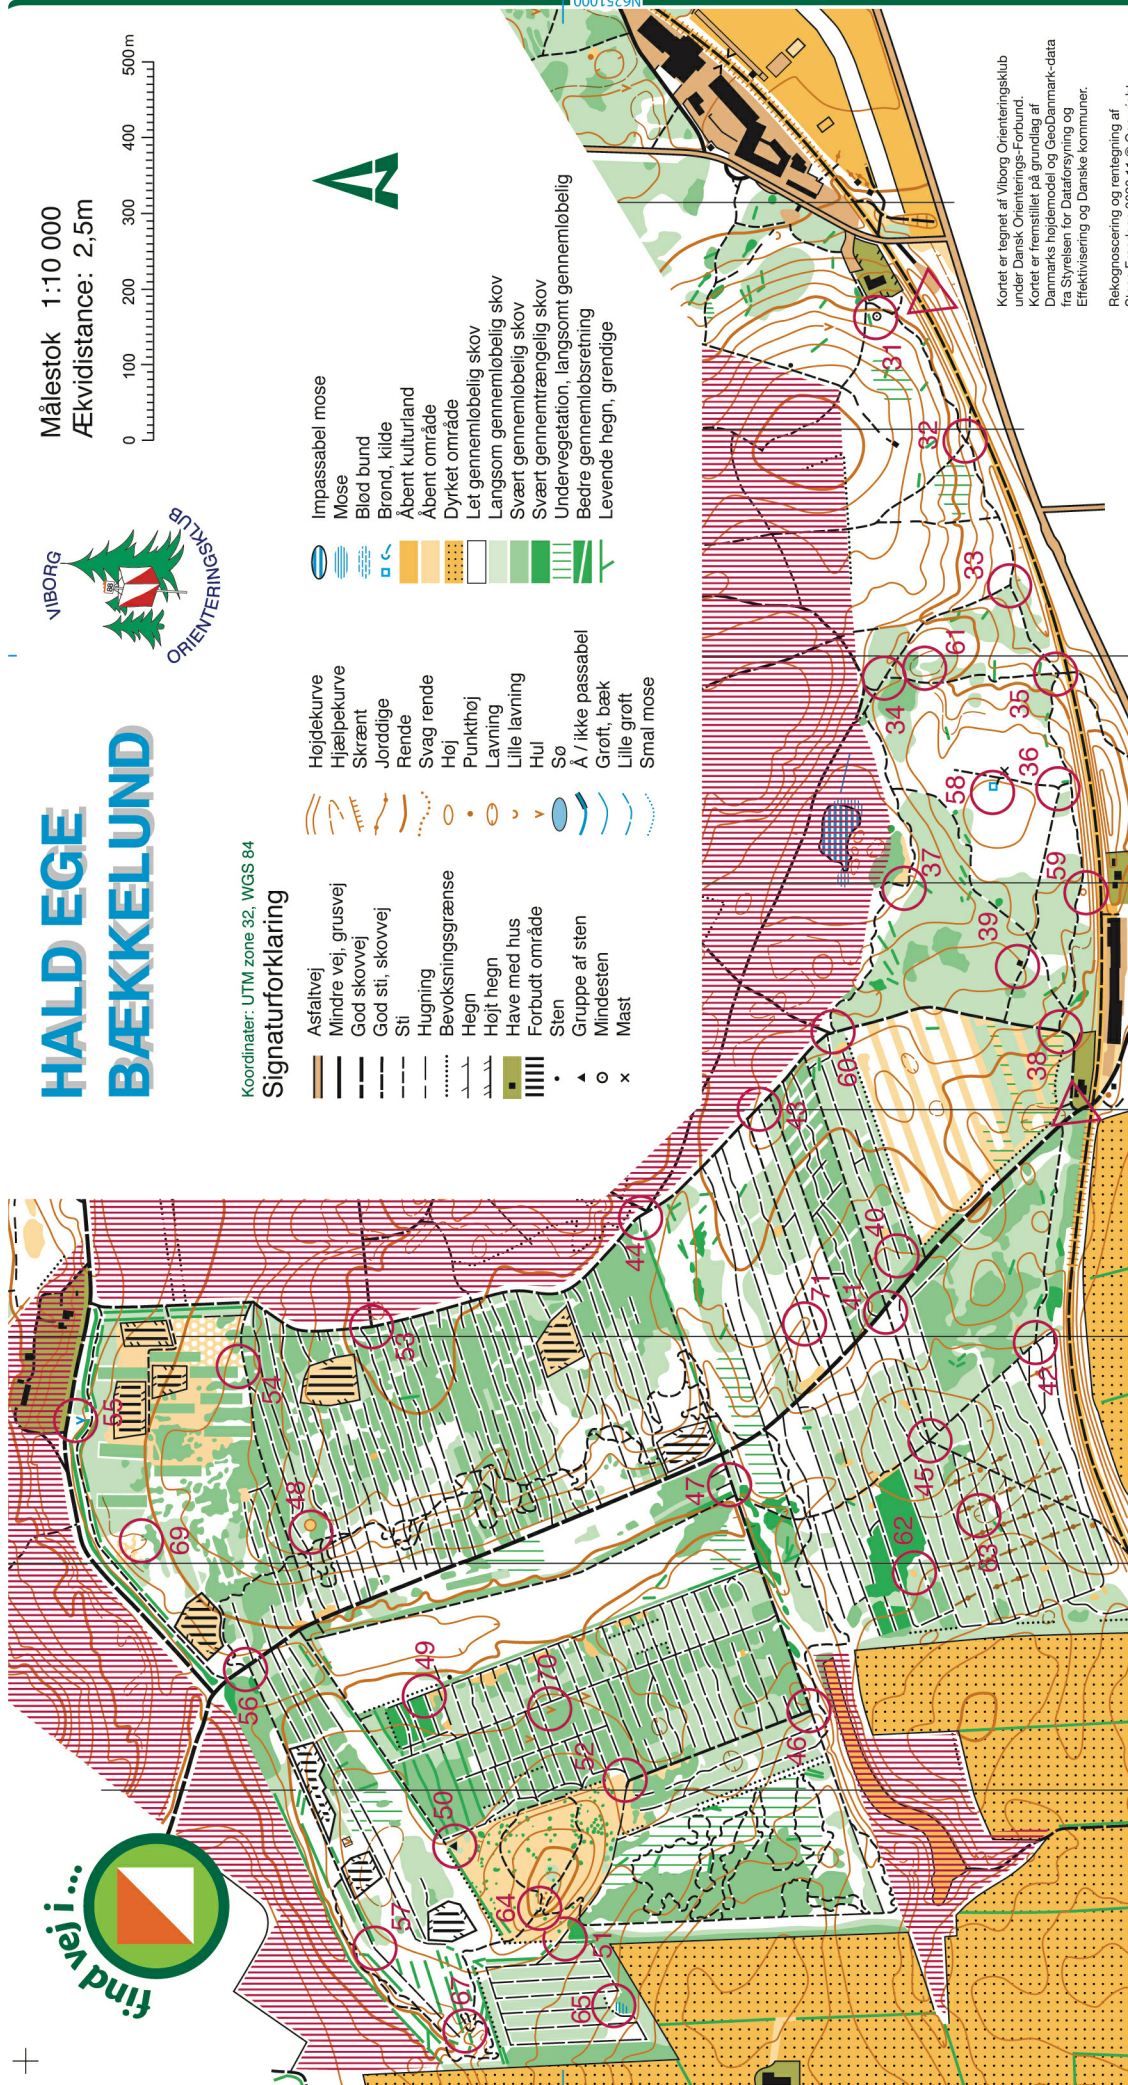 HALD EGE
BÆKKELUND
VIBORG
ORIENTERINGSKLUB
88
Målestok 1:10 000
Ækvidistance: 2,5m
0 100 200 300 400 500m
Koordinater: UTM zone 32, WGS 84
Signaturforklaring
Asfaltvej
Mindre vej, grusvej
God skovvej
God sti, skovvej
Sti
Hugning
Bevoksningsgrænse
Hegn
Højt hegn
Have med hus
Forbudt område
Sten
Gruppe af sten
Mindesten
Mast
Højdekurve
Hjælpekurve
Skrænt
Jorddige
Rende
Svag rende
Høj
Punkthøj
Lavning
Lille lavning
Hul
Sø
Å / ikke passabel
Grøft, bæk
Lille grøft
Smal mose
Impassabel mose
Mose
Blød bund
Brønd, kilde
Åbent kulturland
Åbent område
Dyrket område
Let gennemløbelig skov
Langsom gennemløbelig skov
Svært gennemløbelig skov
Svært gennemtrængelig skov
Undervegetation, langsomt gennemløbelig
Bedre gennemløbsretning
Levende hegn, grendige
find vej i ...
N6251000
55
54
53
69
48
56
49
70
50
52
57
64
51
67
65
46
47
44
43
60
71
41
40
42
45
62
63
38
39
59
37
58
36
35
34
61
33
32
31
Kortet er tegnet af Viborg Orienteringsklub
under Dansk Orienterings-Forbund.
Kortet er fremstillet på grundlag af
Danmarks højdemodel og GeoDanmark-data
fra Styrelsen for Dataforsyning og
Effektivisering og Danske kommuner.
Rekognoscering og rentegning af